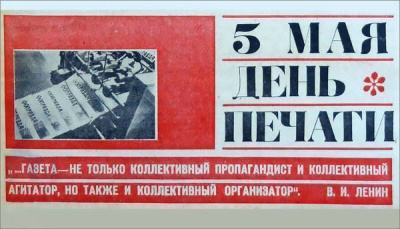 5 МАЯ
ДЕНЬ
ПЕЧАТИ
„...ГАЗЕТА—НЕ ТОЛЬКО КОЛЛЕКТИВНЫЙ ПРОПАГАНДИСТ И КОЛЛЕКТИВНЫЙ
АГИТАТОР, НО ТАКЖЕ И КОЛЛЕКТИВНЫЙ ОРГАНИЗАТОР“. В. И. ЛЕНИН